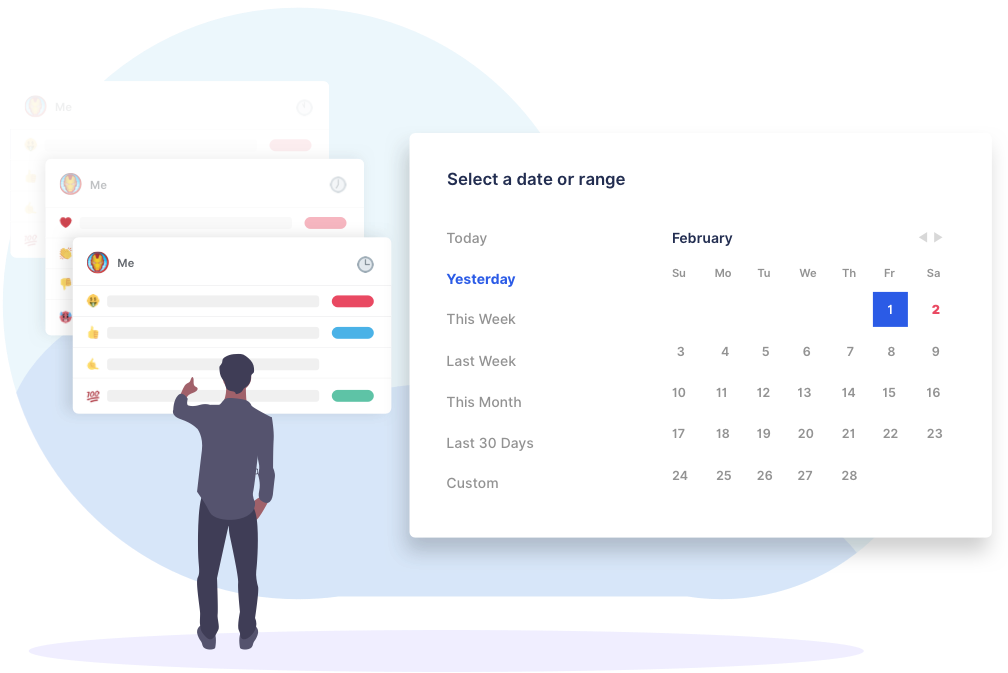 Me
Me
Me
Select a date or range
Today
Yesterday
This Week
Last Week
This Month
Last 30 Days
Custom
February
Su Mo Tu We Th Fr Sa
1 2
3 4 5 6 7 8 9
10 11 12 13 14 15 16
17 18 19 20 21 22 23
24 25 26 27 28